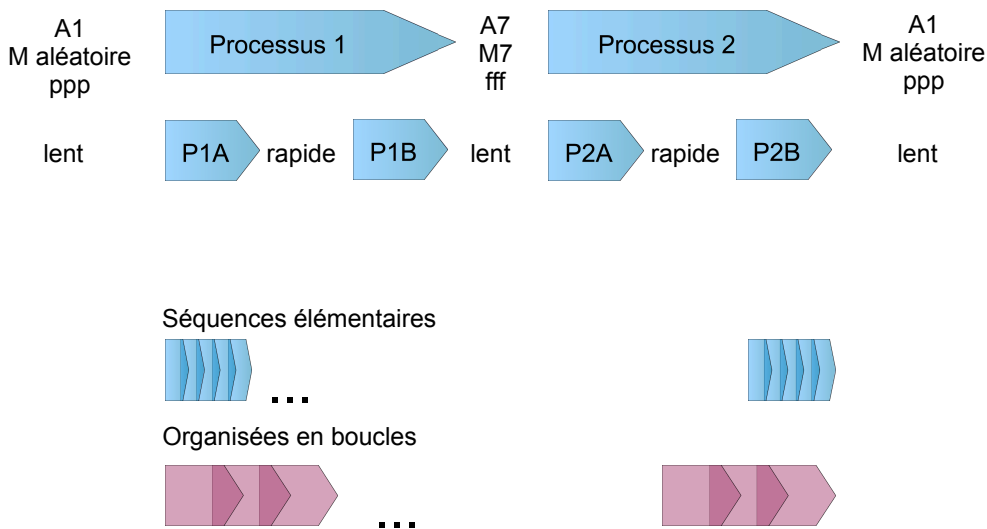 A1
M aléatoire
ppp
Processus 1
A7
M7
fff
Processus 2
A1
M aléatoire
ppp
lent
P1A
rapide
P1B
lent
P2A
rapide
P2B
lent
Séquences élémentaires
...
Organisées en boucles
...